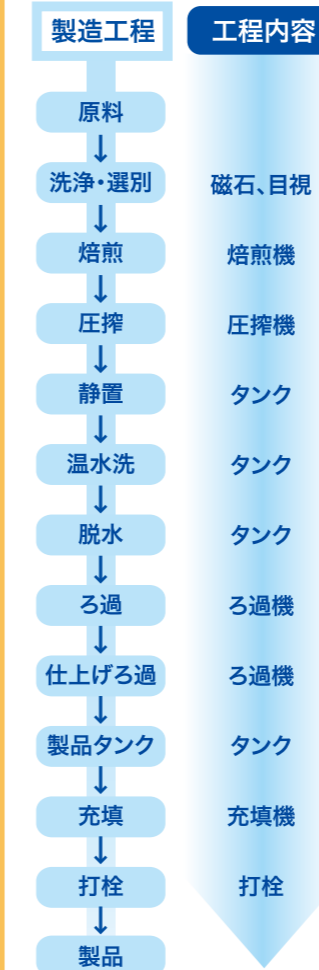 製造工程 工程内容
原料
↓
洗浄・選別 磁石、目視
↓
焙煎 焙煎機
↓
圧搾 圧搾機
↓
静置 タンク
↓
温水洗 タンク
↓
脱水 タンク
↓
ろ過 ろ過機
↓
仕上げろ過 ろ過機
↓
製品タンク タンク
↓
充填 充填機
↓
打栓 打栓
↓
製品